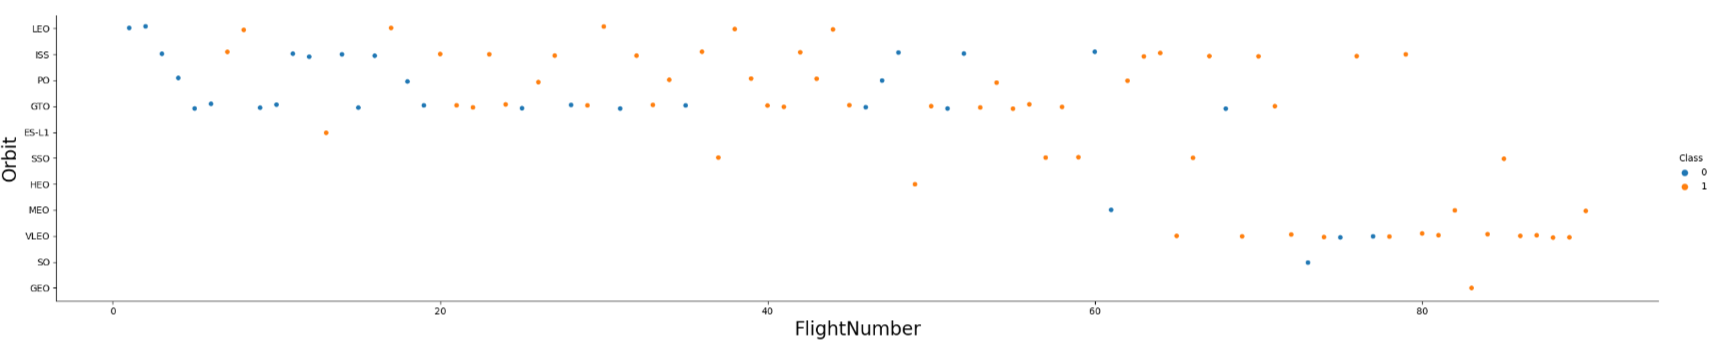 LEO
ISS
PO
GTO
ES-L1
SSO
HEO
MEO
VLEO
SO
GEO
Orbit
0 20 40 60 80
FlightNumber
Class
0
1